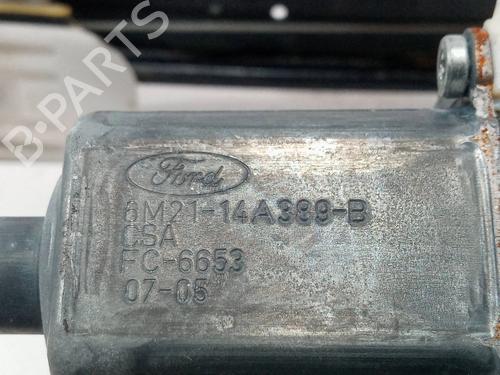 Ford
6M21-14A389-B
CSA
FC-6653
07-05
B-PARTS